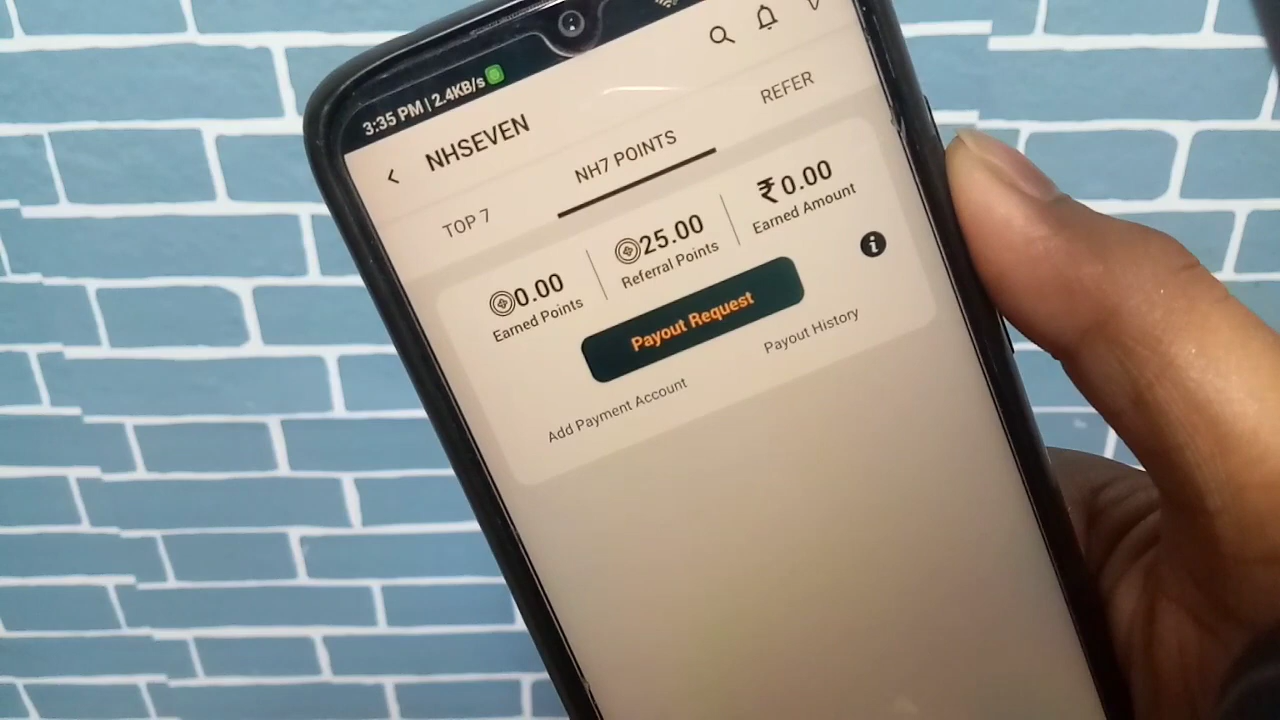 3:35 PM | 2.4KB/s
NHSEVEN
TOP 7
NH7 POINTS
REFER
0.00
Earned Points
25.00
Referral Points
₹0.00
Earned Amount
Payout Request
Add Payment Account
Payout History